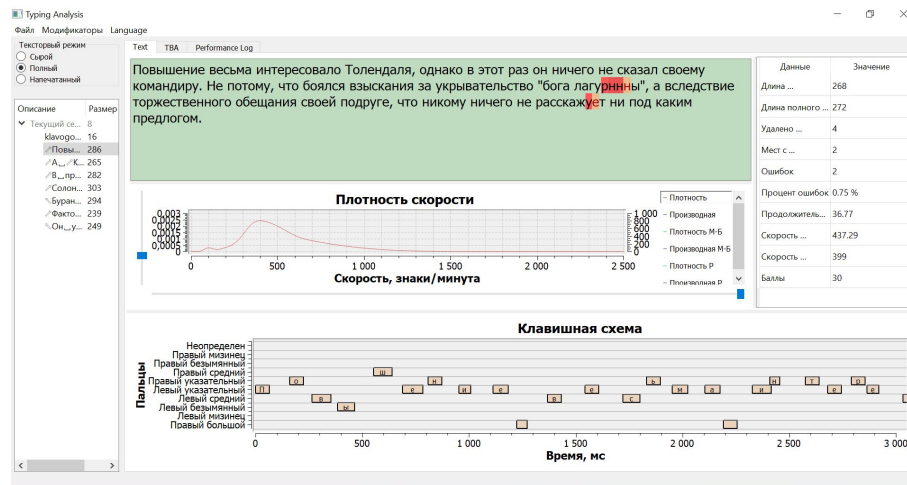 Typing Analysis
Файл Модификаторы Language
Тексторвый режим
Сырой
Полный
Напечатанный
Описание Размер
Текущий се... 8
klavogo... 16
Повы... 286
А,␣ К... 265
В␣пр... 282
Солон... 303
Буран... 294
Факто... 239
Он␣,у... 249
Text TBA Performance Log
Повышение весьма интересовало Толендаля, однако в этот раз он ничего не сказал своему
командиру. Не потому, что боялся взыскания за укрывательство "бога лагурнннны", а вследствие
торжественного обещания своей подруге, что никому ничего не расскажует ни под каким
предлогом.
Данные Значение
Длина ... 268
Длина полного ... 272
Удалено ... 4
Мест с ... 2
Ошибок 2
Процент ошибок 0.75 %
Продолжитель... 36.77
Скорость ... 437.29
Скорость ... 399
Баллы 30
Плотность скорости
0,003
0,0025
0,0015
0,001
0,0005
0 500 1 000 1 500 2 000 2 500
1 000
800
600
400
200
0
Скорость, знаки/минута
Плотность
Производная
Плотность М-Б
Производная М-Б
Плотность Р
Производная Р
Клавишная схема
Пальцы
Неопределен
Правый мизинец
Правый безымянный
Правый средний
Правый указательный
Левый указательный
Левый средний
Левый безымянный
Левый мизинец
Правый большой
П о в ы ш е н и е в е с ь м а и н т е р е
0 500 1 000 1 500 2 000 2 500 3 000
Время, мс